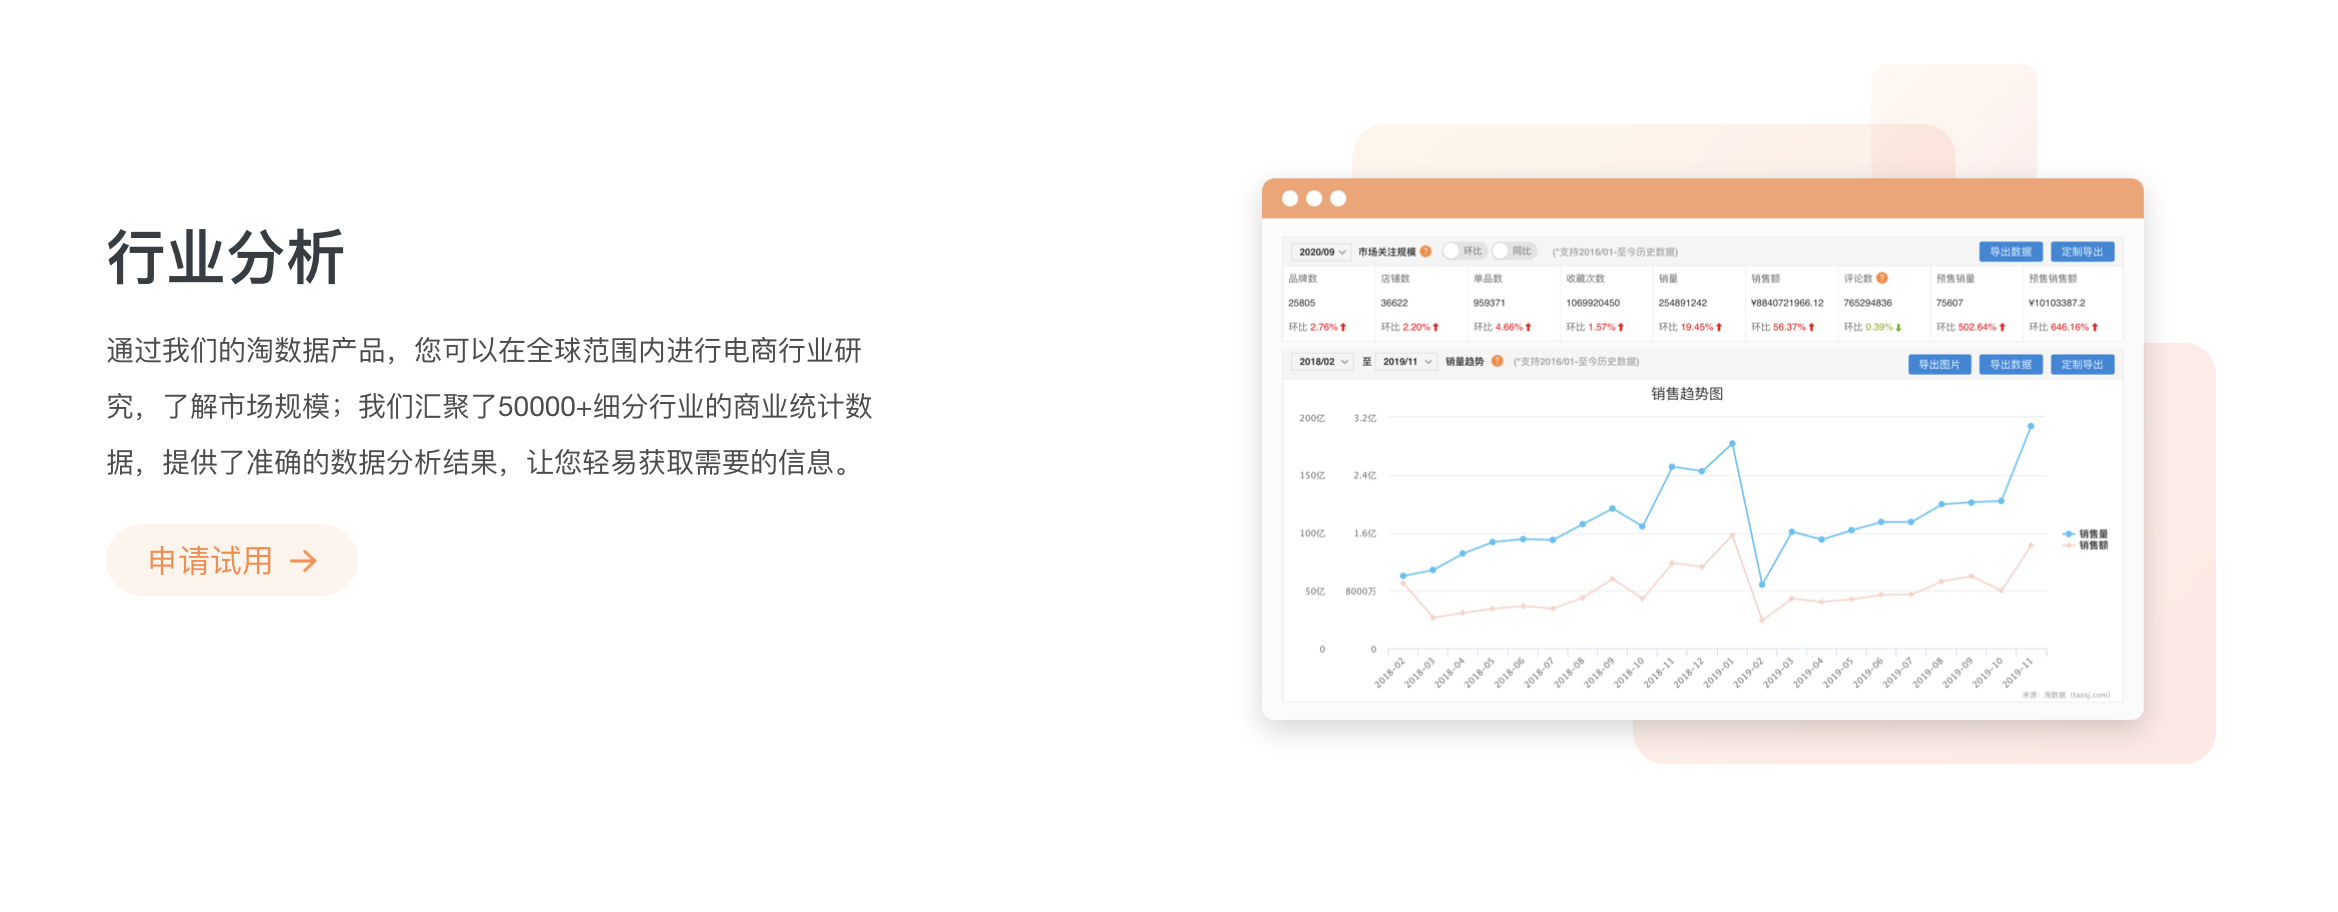 行业分析
通过我们的淘数据产品，您可以在全球范围内进行电商行业研
究，了解市场规模；我们汇聚了50000+细分行业的商业统计数
据，提供了准确的数据分析结果，让您轻易获取需要的信息。
申请试用
2020/09 市场关注规模 ? 环比 同比 (*支持2016/01-至今历史数据) 导出数据 定制导出
品牌数 店铺数 单品数 收藏次数 销量 销售额 评论数 ? 预售销量 预售销售额
25805 36622 959371 1069920450 254891242 ¥8840721966.12 765294836 75607 ¥10103387.2
环比 2.76% 环比 2.20% 环比 4.66% 环比 1.57% 环比 19.45% 环比 56.37% 环比 0.39% 环比 502.64% 环比 646.16%
2018/02 至 2019/11 销量趋势 ? (*支持2016/01-至今历史数据) 导出图片 导出数据 定制导出
销售趋势图
200亿 3.2亿
150亿 2.4亿
100亿 1.6亿
50亿 8000万
0 0
销售量
销售额
2018-02 2018-03 2018-04 2018-05 2018-06 2018-07 2018-08 2018-09 2018-10 2018-11 2018-12 2019-01 2019-02 2019-03 2019-04 2019-05 2019-06 2019-07 2019-08 2019-09 2019-10 2019-11
来源：淘数据（taosj.com）